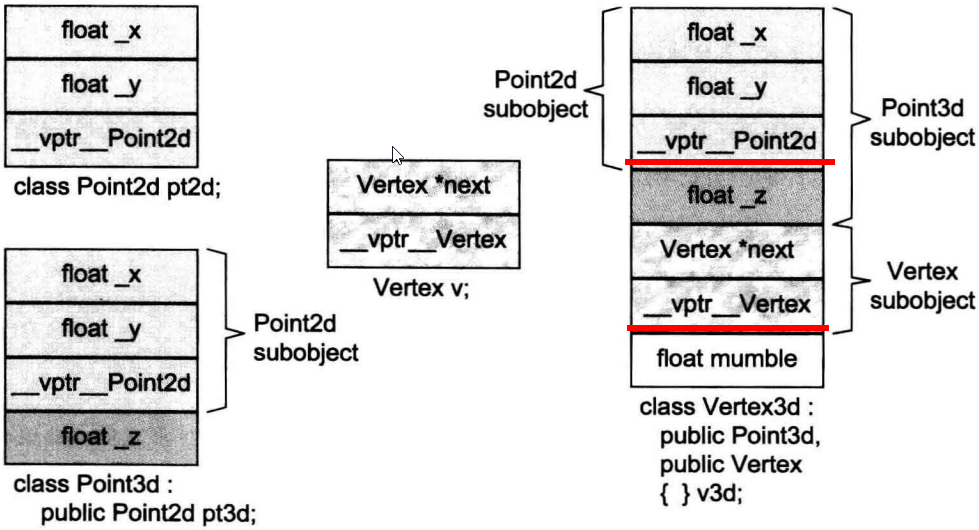 float _x
float _y
__vptr__Point2d
class Point2d pt2d;
float _x
float _y
__vptr__Point2d
float _z
Point2d
subobject
class Point3d :
public Point2d pt3d;
Vertex *next
__vptr__Vertex
Vertex v;
Point2d
subobject
float _x
float _y
__vptr__Point2d
float _z
Vertex *next
__vptr__Vertex
float mumble
Point3d
subobject
Vertex
subobject
class Vertex3d :
public Point3d,
public Vertex
{ } v3d;